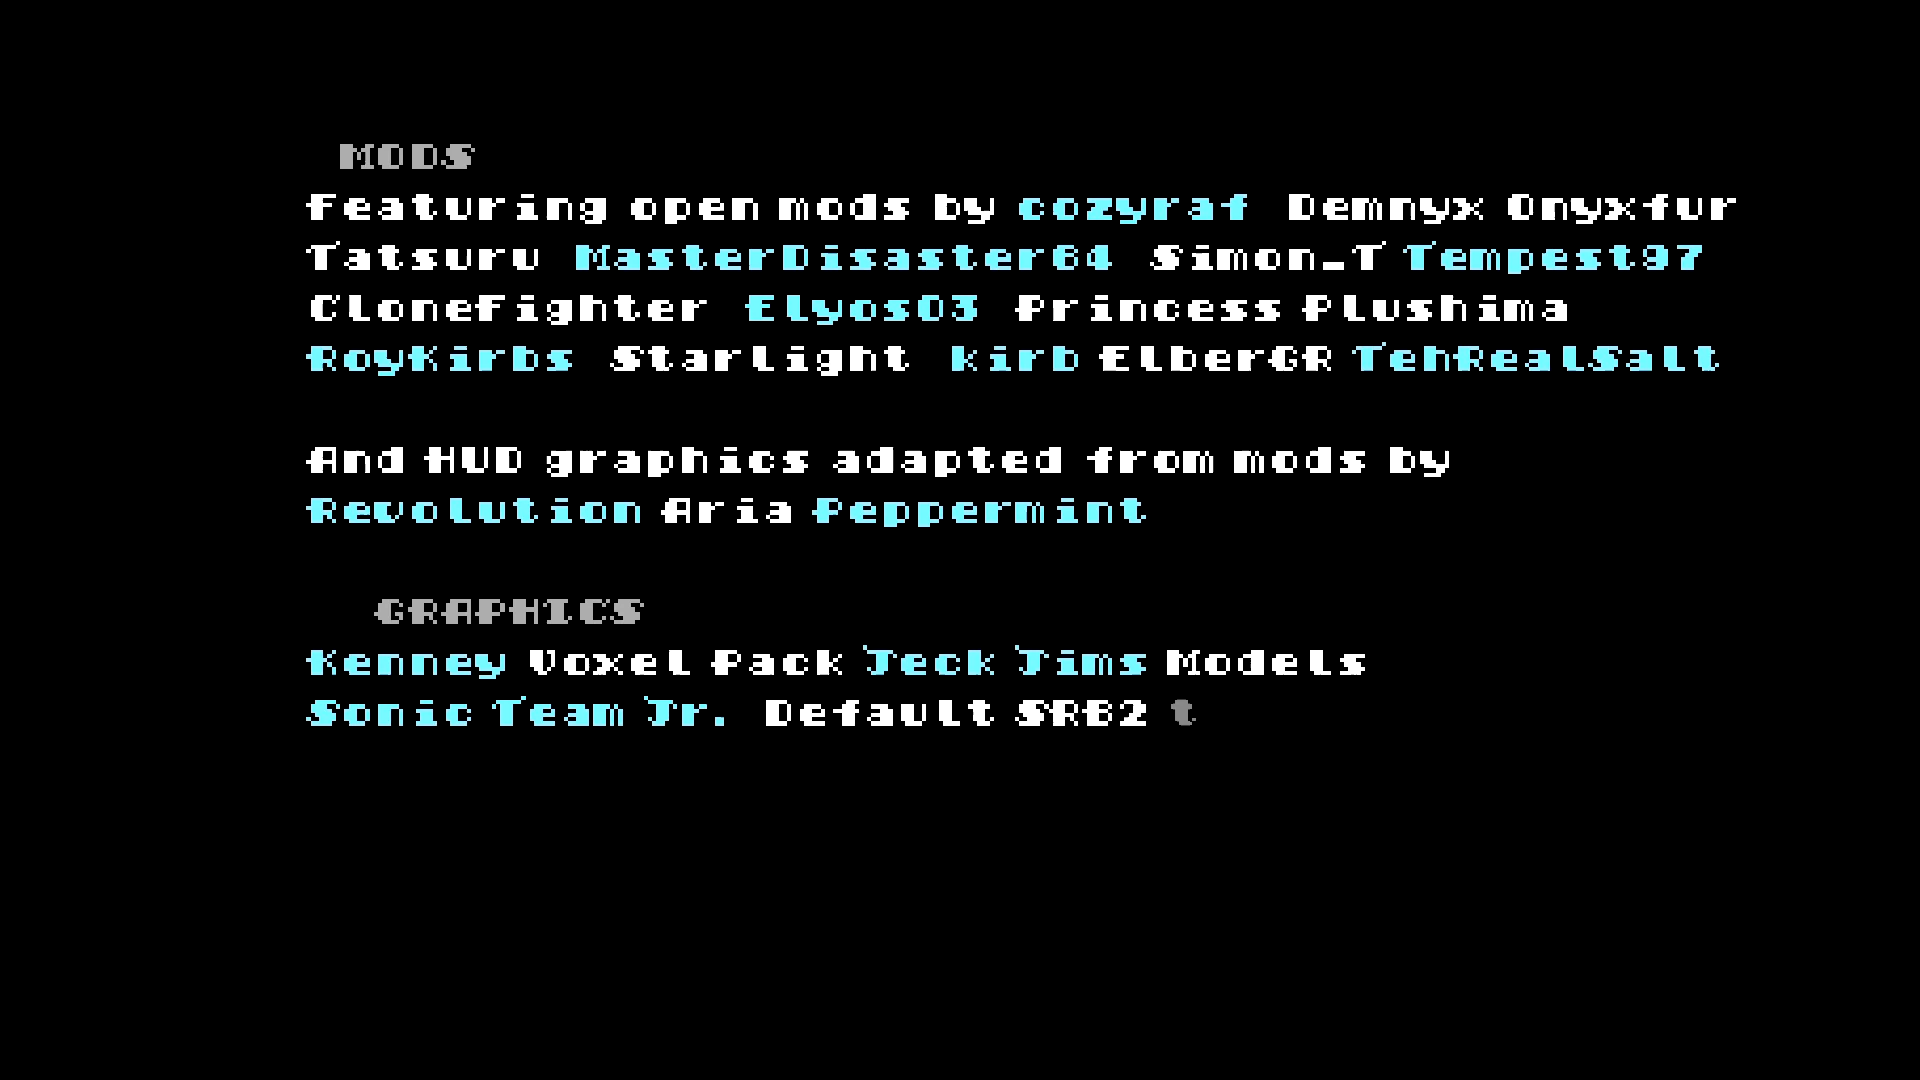 MODS
Featuring open mods by cozyraf Demnyx Onyxfur
Tatsuru MasterDisaster64 Simon_T Tempest97
CloneFighter Elyos03 Princess Plushima
RoyKirbs StarLight kirb ElberGR TehRealSalt
And HUD graphics adapted from mods by
Revolution Aria Peppermint
GRAPHICS
Kenney Voxel Pack Jeck Jims Models
Sonic Team Jr. Default SRB2 t